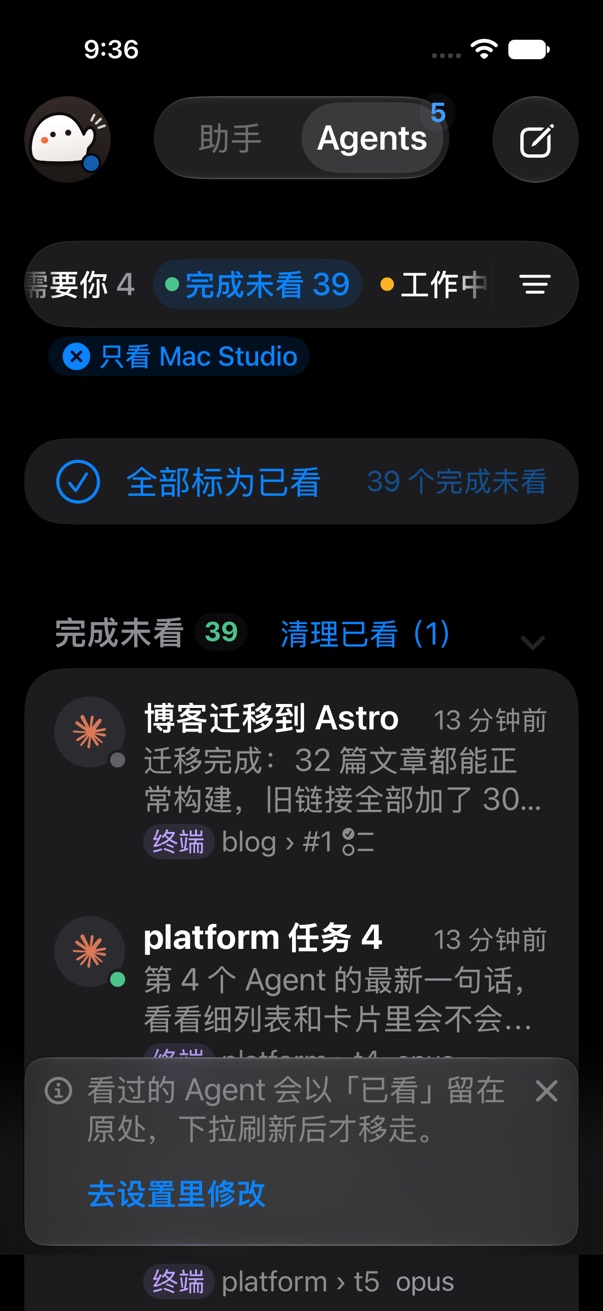 9:36
助手
Agents
5
需要你 4
完成未看 39
工作中
只看 Mac Studio
全部标为已看
39 个完成未看
完成未看 39
清理已看（1）
博客迁移到 Astro
13 分钟前
迁移完成：32 篇文章都能正
常构建，旧链接全部加了 30...
终端 blog › #1
platform 任务 4
13 分钟前
第 4 个 Agent 的最新一句话，
看看细列表和卡片里会不会...
终端 platform › t4 opus
看过的 Agent 会以「已看」留在
原处，下拉刷新后才移走。
去设置里修改
终端 platform › t5 opus